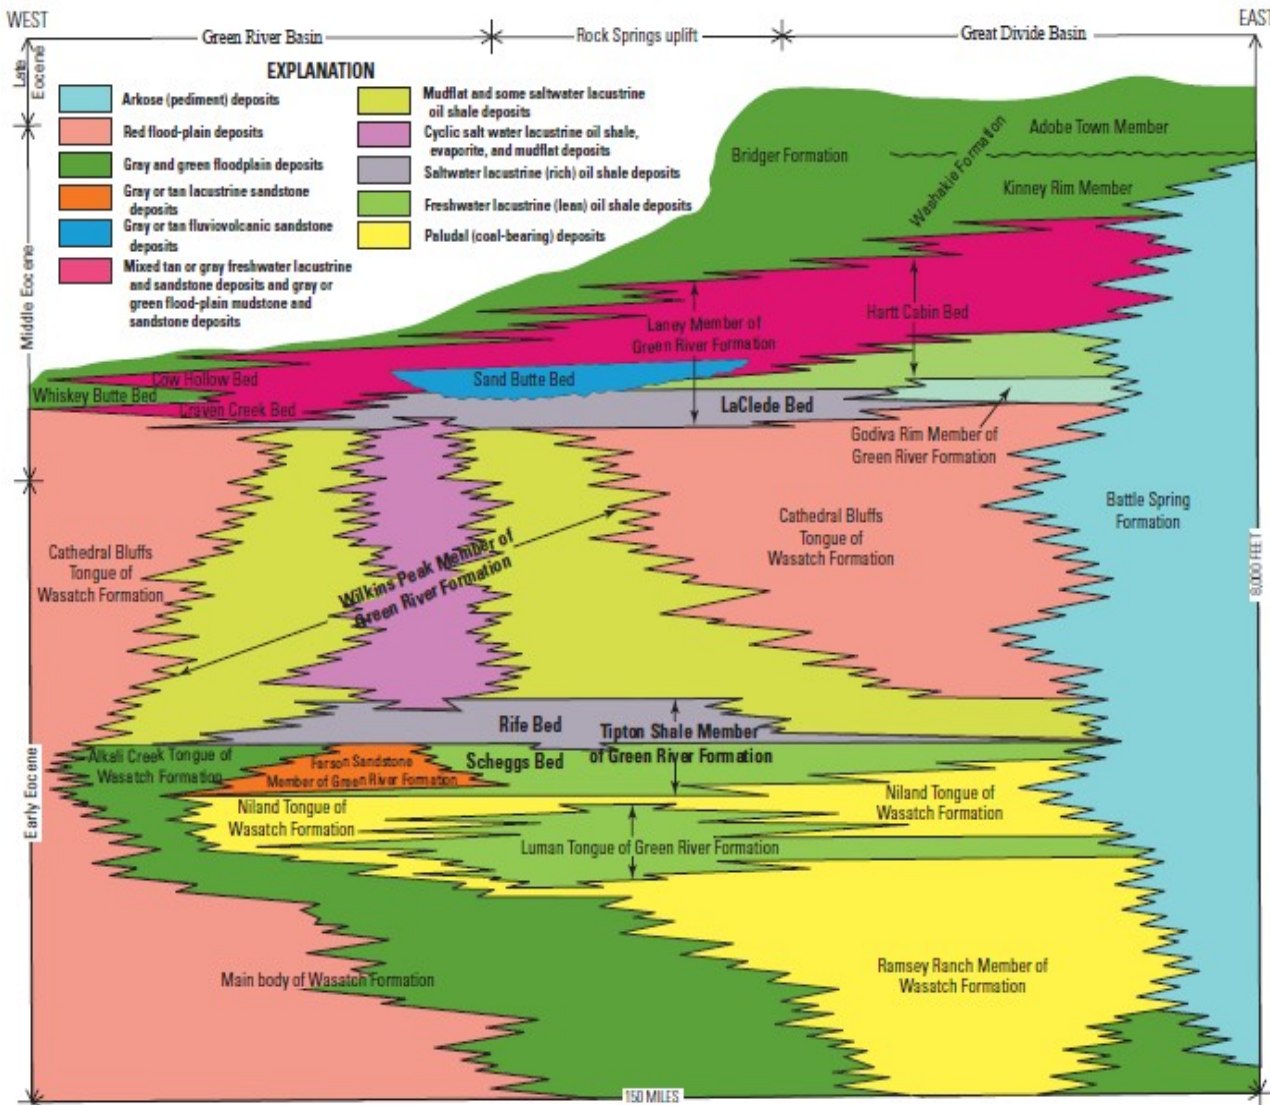 WEST
EAST
Green River Basin
Rock Springs uplift
Great Divide Basin
Late
Eocene
EXPLANATION
Arkose (pediment) deposits
Red flood-plain deposits
Gray and green floodplain deposits
Gray or tan lacustrine sandstone
deposits
Gray or tan fluviovolcanic sandstone
deposits
Mixed tan or gray freshwater lacustrine
and sandstone deposits and gray or
green flood-plain mudstone and
sandstone deposits
Mudflat and some saltwater lacustrine
oil shale deposits
Cyclic salt water lacustrine oil shale,
evaporite, and mudflat deposits
Saltwater lacustrine (rich) oil shale deposits
Freshwater lacustrine (lean) oil shale deposits
Paludal (coal-bearing) deposits
Middle Eocene
Bridger Formation
Washakie Formation
Adobe Town Member
Kinney Rim Member
Laney Member of
Green River Formation
Hartt Cabin Bed
Cow Hollow Bed
Sand Butte Bed
Whiskey Butte Bed
Craven Creek Bed
LaClede Bed
Godiva Rim Member of
Green River Formation
Cathedral Bluffs
Tongue of
Wasatch Formation
Wilkins Peak Member of
Green River Formation
Cathedral Bluffs
Tongue of
Wasatch Formation
Battle Spring
Formation
8,000 FEET
Early Eocene
Rife Bed
Tipton Shale Member
of Green River Formation
Alkali Creek Tongue of
Wasatch Formation
Farson Sandstone
Member of Green River Formation
Scheggs Bed
Niland Tongue of
Wasatch Formation
Niland Tongue of
Wasatch Formation
Luman Tongue of Green River Formation
Main body of Wasatch Formation
Ramsey Ranch Member of
Wasatch Formation
150 MILES